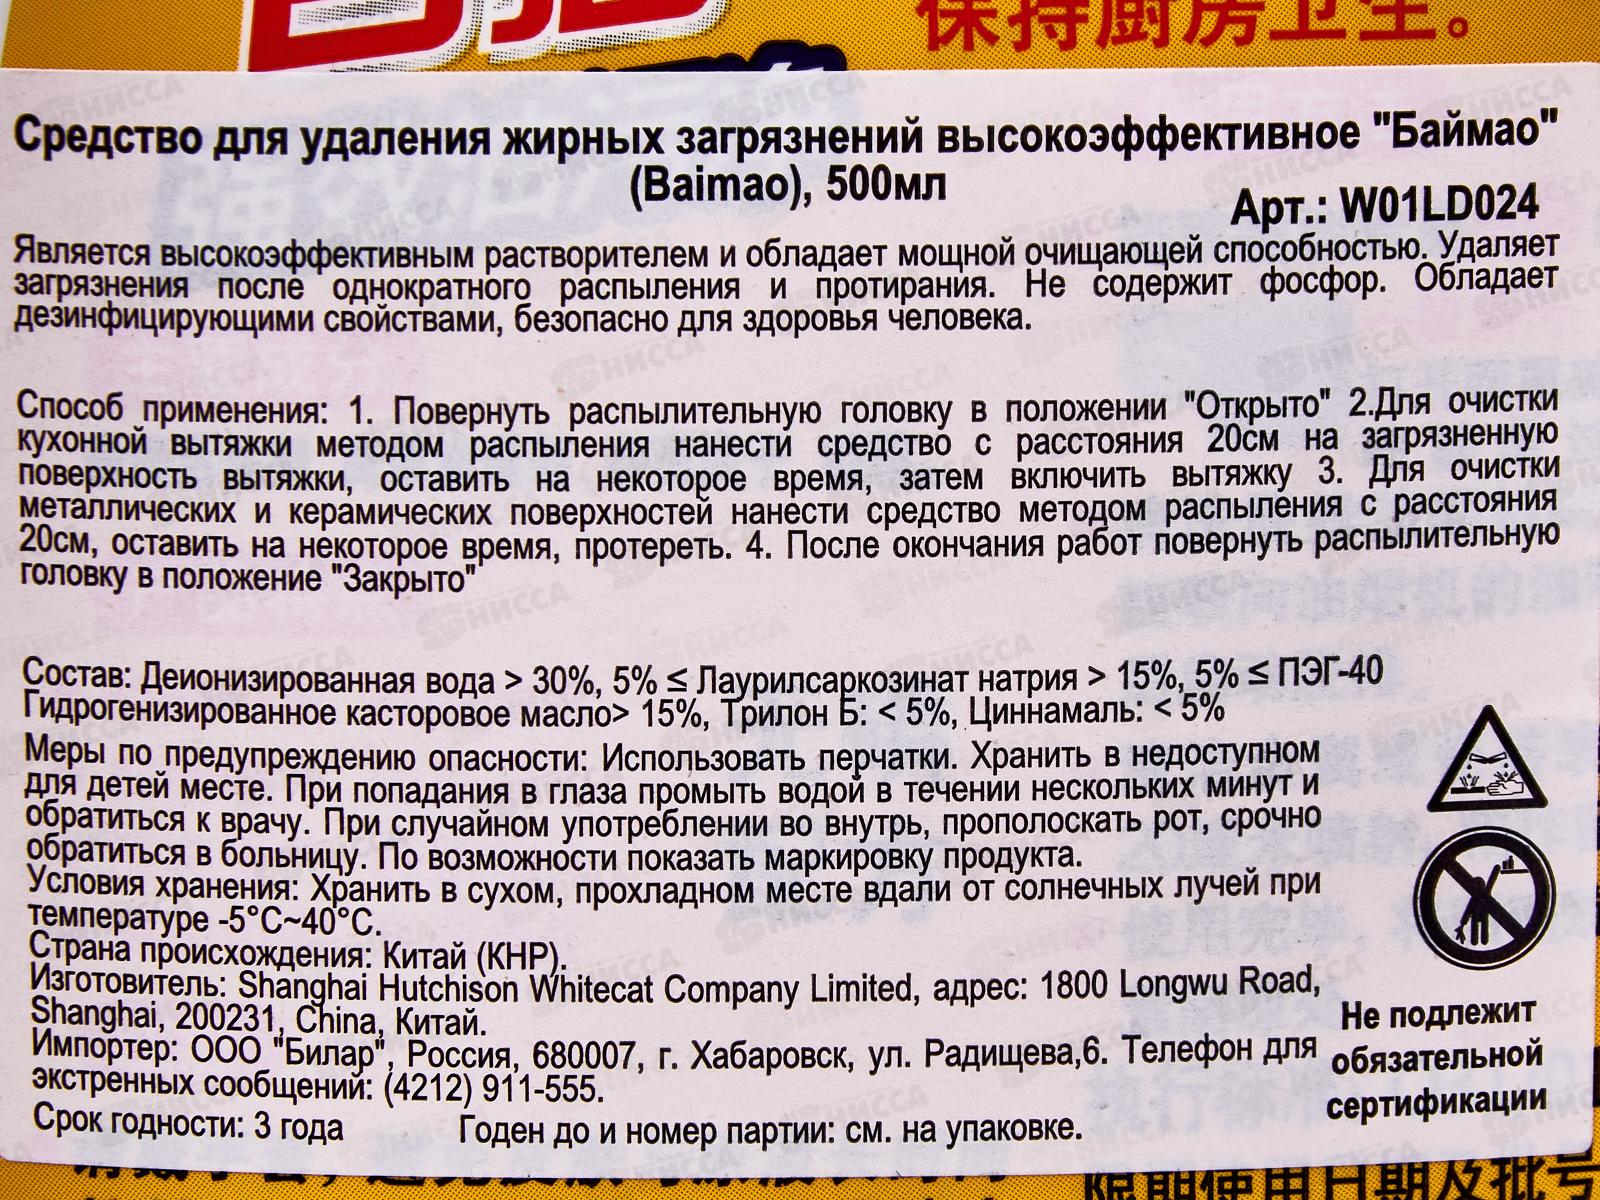 保持厨房卫生。
Средство для удаления жирных загрязнений высокоэффективное "Баймао"
(Baimao), 500мл
Арт.: W01LD024
Является высокоэффективным растворителем и обладает мощной очищающей способностью. Удаляет
загрязнения после однократного распыления и протирания. Не содержит фосфор. Обладает
дезинфицирующими свойствами, безопасно для здоровья человека.
Способ применения: 1. Повернуть распылительную головку в положении "Открыто" 2.Для очистки
кухонной вытяжки методом распыления нанести средство с расстояния 20см на загрязненную
поверхность вытяжки, оставить на некоторое время, затем включить вытяжку 3. Для очистки
металлических и керамических поверхностей нанести средство методом распыления с расстояния
20см, оставить на некоторое время, протереть. 4. После окончания работ повернуть распылительную
головку в положение "Закрыто"
Состав: Деионизированная вода > 30%, 5% ≤ Лаурилсаркозинат натрия > 15%, 5% ≤ ПЭГ-40
Гидрогенизированное касторовое масло> 15%, Трилон Б: < 5%, Циннамаль: < 5%
Меры по предупреждению опасности: Использовать перчатки. Хранить в недоступном
для детей месте. При попадания в глаза промыть водой в течении нескольких минут и
обратиться к врачу. При случайном употреблении во внутрь, прополоскать рот, срочно
обратиться в больницу. По возможности показать маркировку продукта.
Условия хранения: Хранить в сухом, прохладном месте вдали от солнечных лучей при
температуре -5°C~40°C.
Страна происхождения: Китай (КНР).
Изготовитель: Shanghai Hutchison Whitecat Company Limited, адрес: 1800 Longwu Road,
Shanghai, 200231, China, Китай.
Импортер: ООО "Билар", Россия, 680007, г. Хабаровск, ул. Радищева,6. Телефон для
экстренных сообщений: (4212) 911-555.
Срок годности: 3 года Годен до и номер партии: см. на упаковке.
Не подлежит
обязательной
сертификации
限期使用日期及批号